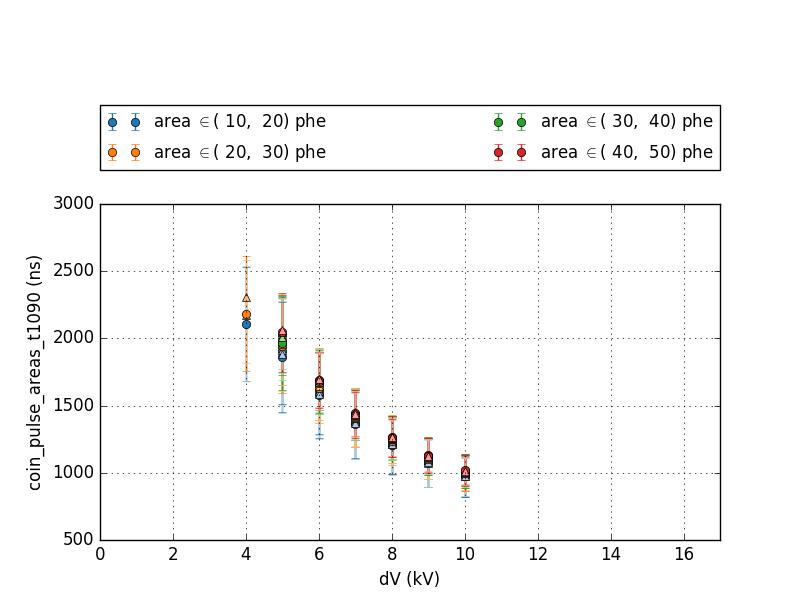 area ∈( 10, 20) phe
area ∈( 20, 30) phe
area ∈( 30, 40) phe
area ∈( 40, 50) phe
coin_pulse_areas_t1090 (ns)
3000
2500
2000
1500
1000
500
0 2 4 6 8 10 12 14 16
dV (kV)